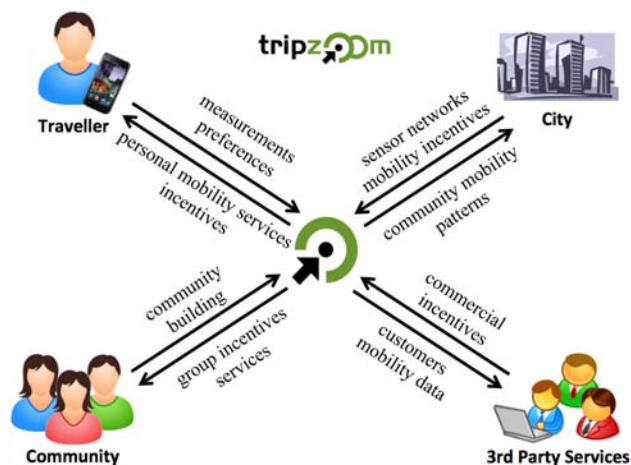 tripzoom
Traveller
City
measurements
preferences
personal mobility services
incentives
sensor networks
mobility incentives
community mobility
patterns
community
building
group incentives
services
commercial
incentives
customers
mobility data
Community
3rd Party Services